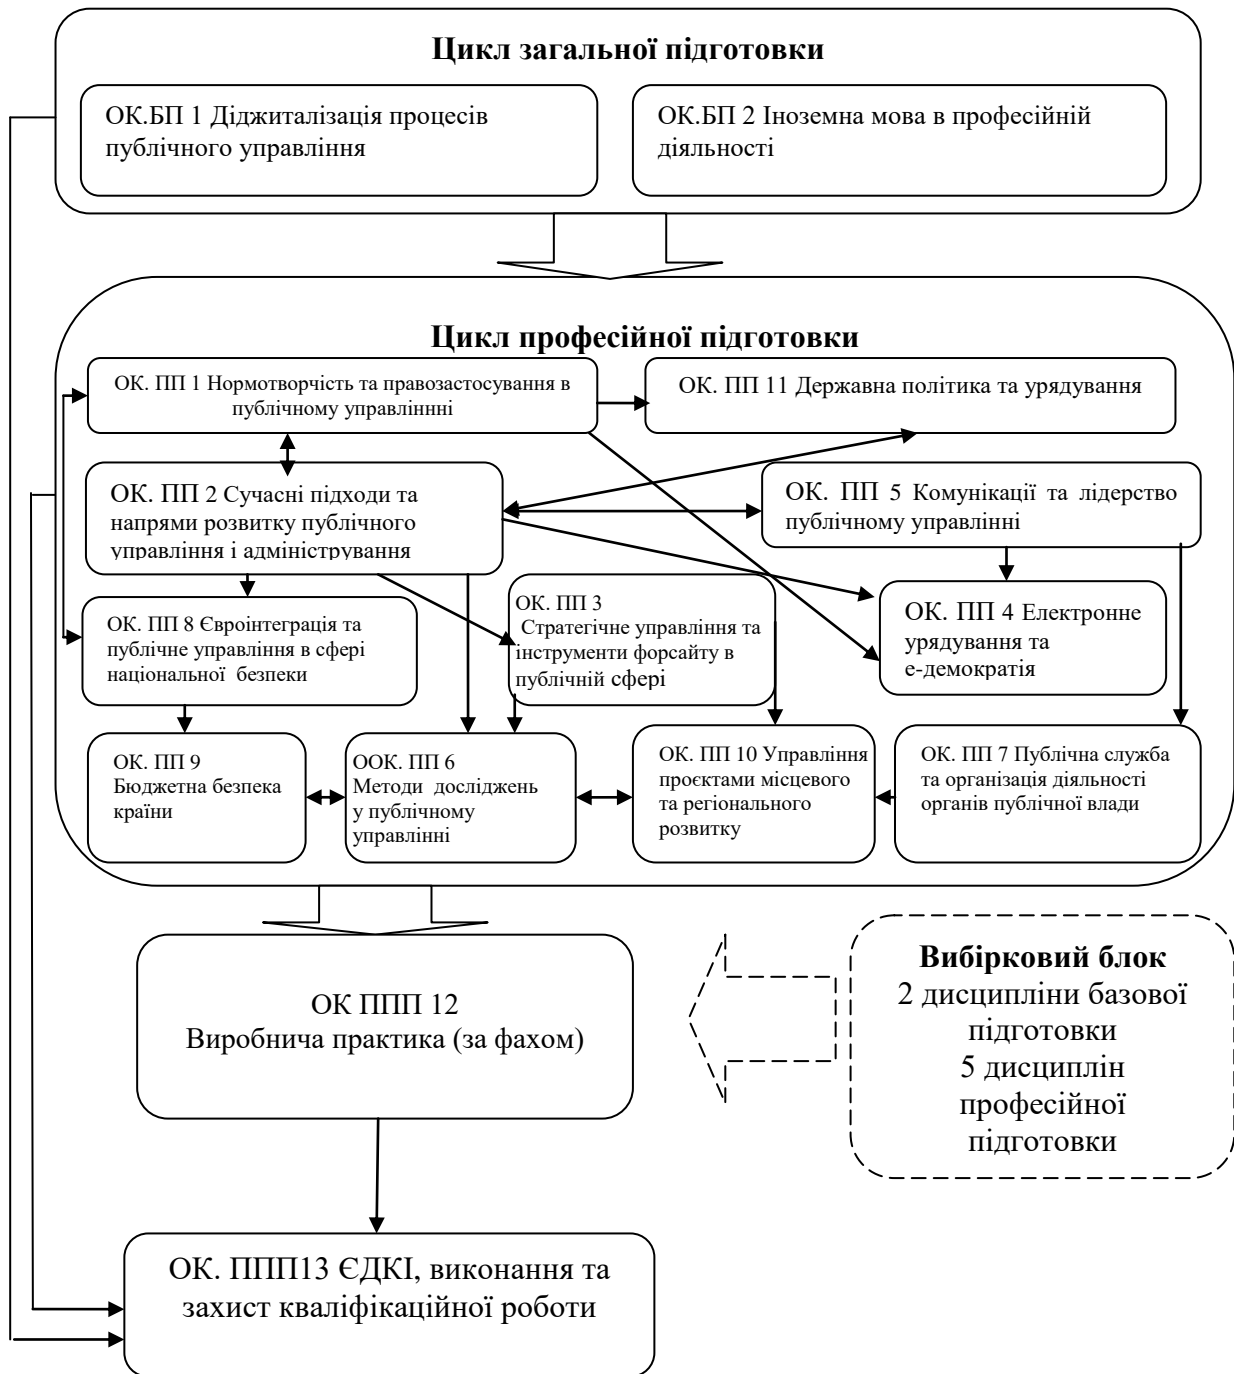 Цикл загальної підготовки
ОК.БП 1 Діджиталізація процесів
публічного управління
ОК.БП 2 Іноземна мова в професійній
діяльності
Цикл професійної підготовки
ОК. ПП 1 Нормотворчість та правозастосування в
публічному управліннні
ОК. ПП 11 Державна політика та урядування
ОК. ПП 2 Сучасні підходи та
напрями розвитку публічного
управління і адміністрування
ОК. ПП 5 Комунікації та лідерство
публічному управлінні
ОК. ПП 8 Євроінтеграція та
публічне управління в сфері
національної безпеки
ОК. ПП 3
Стратегічне управління та
інструменти форсайту в
публічній сфері
ОК. ПП 4 Електронне
урядування та
е-демократія
ОК. ПП 9
Бюджетна безпека
країни
ООК. ПП 6
Методи досліджень
у публічному
управлінні
ОК. ПП 10 Управління
проєктами місцевого
та регіонального
розвитку
ОК. ПП 7 Публічна служба
та організація діяльності
органів публічної влади
ОК ППП 12
Виробнича практика (за фахом)
Вибірковий блок
2 дисципліни базової
підготовки
5 дисциплін
професійної
підготовки
ОК. ППП13 ЄДКІ, виконання та
захист кваліфікаційної роботи